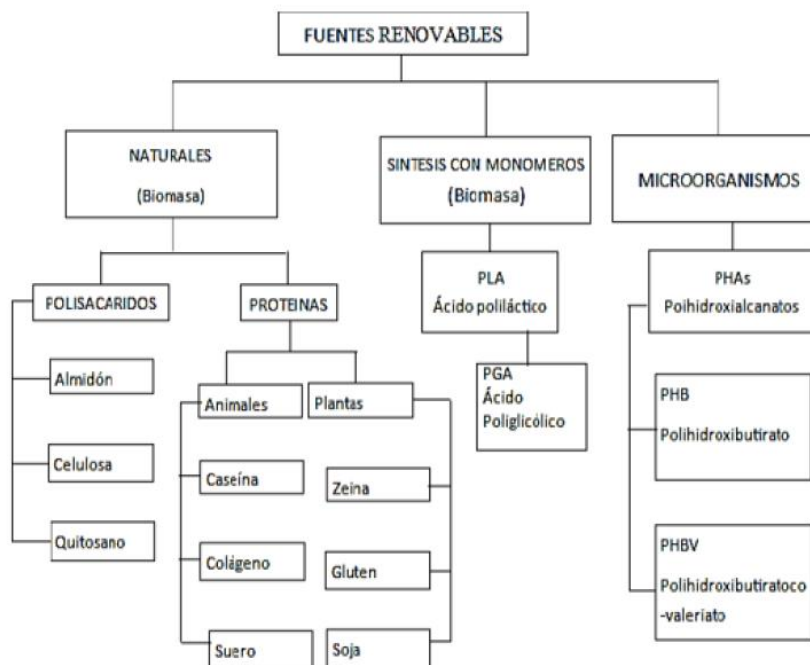 FUENTES RENOVABLES
NATURALES
(Biomasa)
SINTESIS CON MONOMEROS
(Biomasa)
MICROORGANISMOS
POLISACARIDOS
PROTEINAS
PLA
Ácido poliláctico
PHAs
Poihidroxialcanatos
Almidón
Animales
Plantas
PGA
Ácido
Poliglicólico
PHB
Polihidroxibutirato
Celulosa
Caseína
Zeina
Quitosano
Colágeno
Gluten
PHBV
Polihidroxibutiratoco
-valeriato
Suero
Soja